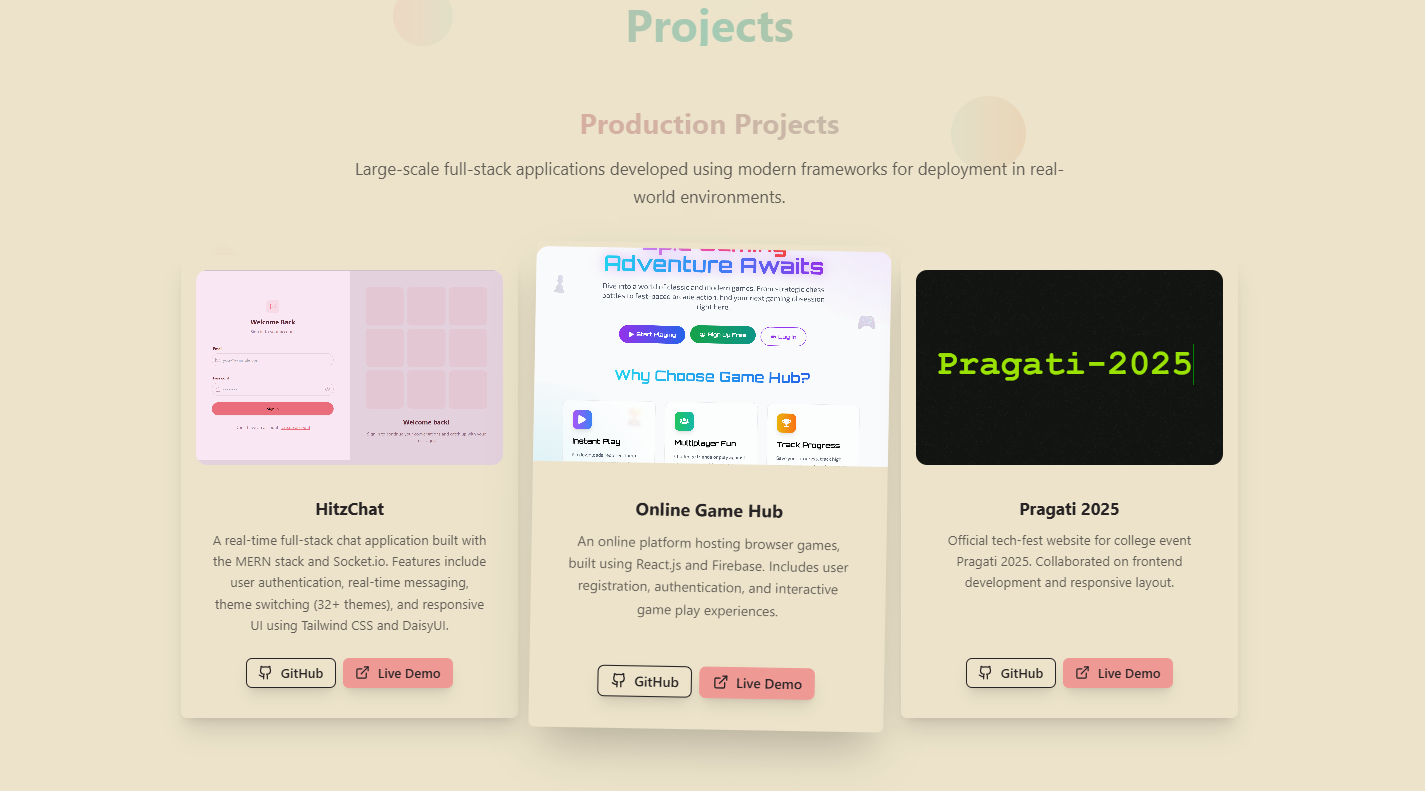 Projects
Production Projects
Large-scale full-stack applications developed using modern frameworks for deployment in real-
world environments.
Welcome Back
Email
Sign in
Welcome back!
HitzChat
A real-time full-stack chat application built with
the MERN stack and Socket.io. Features include
user authentication, real-time messaging,
theme switching (32+ themes), and responsive
UI using Tailwind CSS and DaisyUI.
GitHub
Live Demo
Epic Gaming
Adventure Awaits
Dive into a world of classic and modern games. From strategic chess
battles to fast-paced arcade action, find your next gaming obsession
right here.
Start Playing
Sign Up Free
Log In
Why Choose Game Hub?
Instant Play
Multiplayer Fun
Track Progress
Online Game Hub
An online platform hosting browser games,
built using React.js and Firebase. Includes user
registration, authentication, and interactive
game play experiences.
GitHub
Live Demo
Pragati-2025
Pragati 2025
Official tech-fest website for college event
Pragati 2025. Collaborated on frontend
development and responsive layout.
GitHub
Live Demo